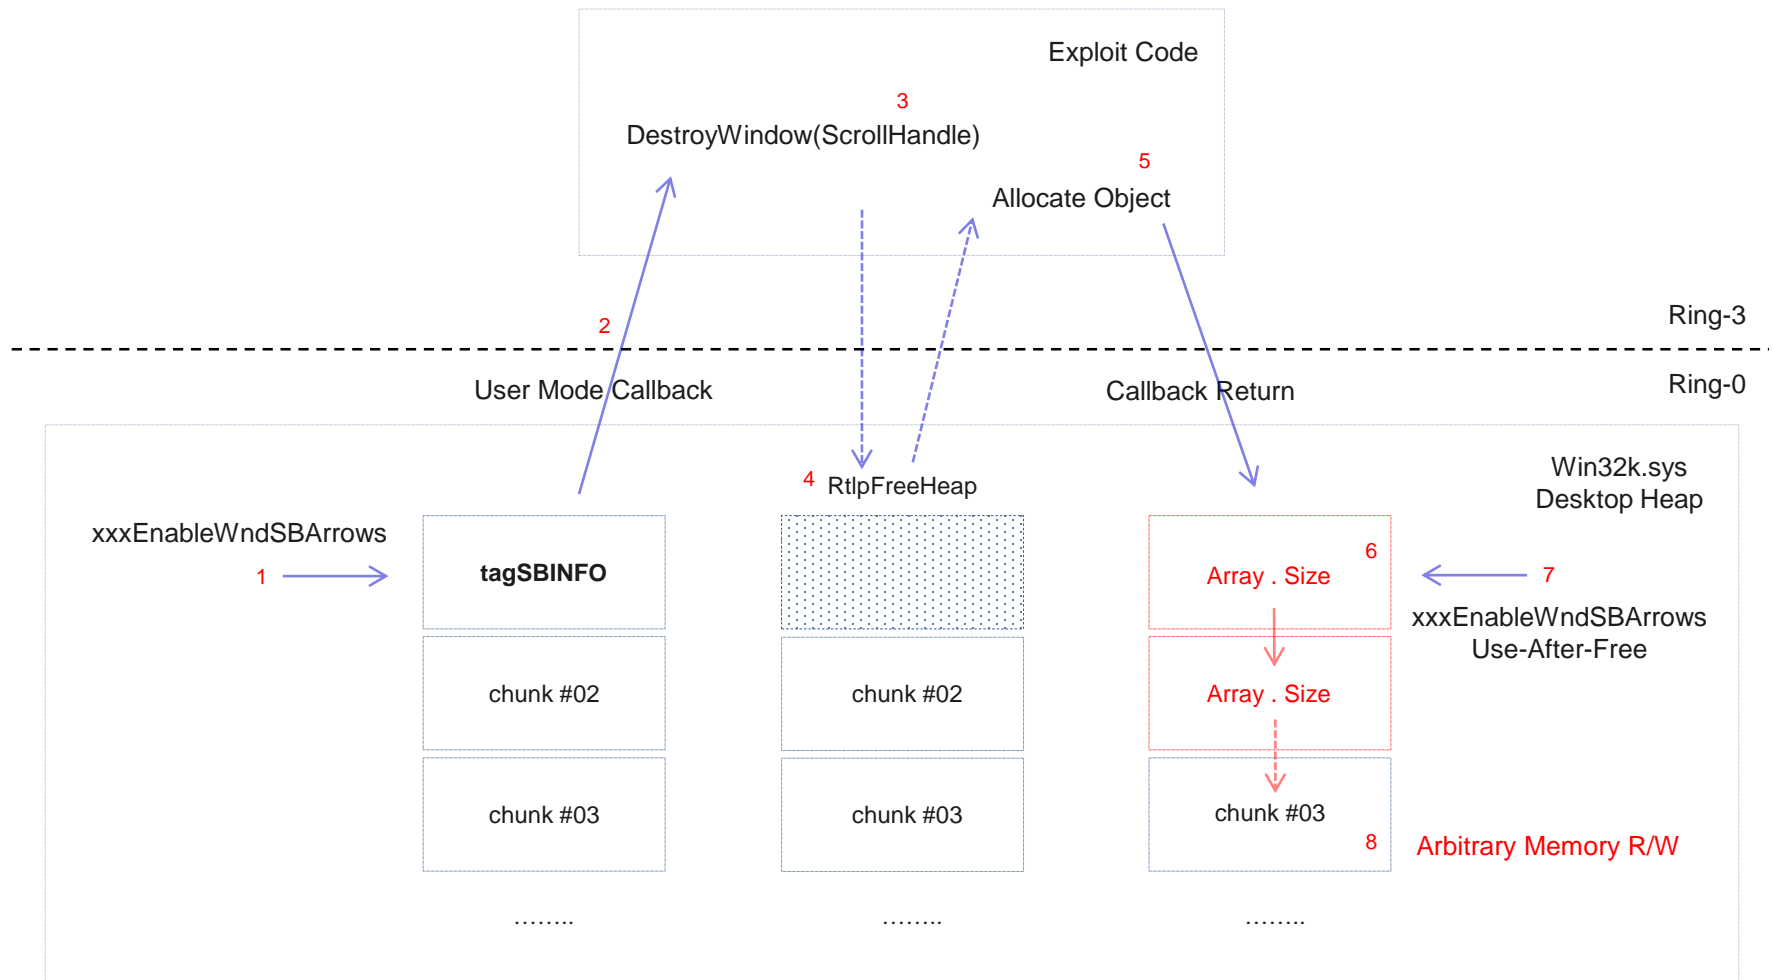 Exploit Code
3
DestroyWindow(ScrollHandle)
5
Allocate Object
Ring-3
2
User Mode Callback
Callback Return
Ring-0
Win32k.sys
Desktop Heap
4 RtlpFreeHeap
xxxEnableWndSBArrows
1
tagSBINFO
6
Array . Size
7
xxxEnableWndSBArrows
Use-After-Free
chunk #02
chunk #02
Array . Size
chunk #03
chunk #03
chunk #03
8
Arbitrary Memory R/W
……..
……..
……..